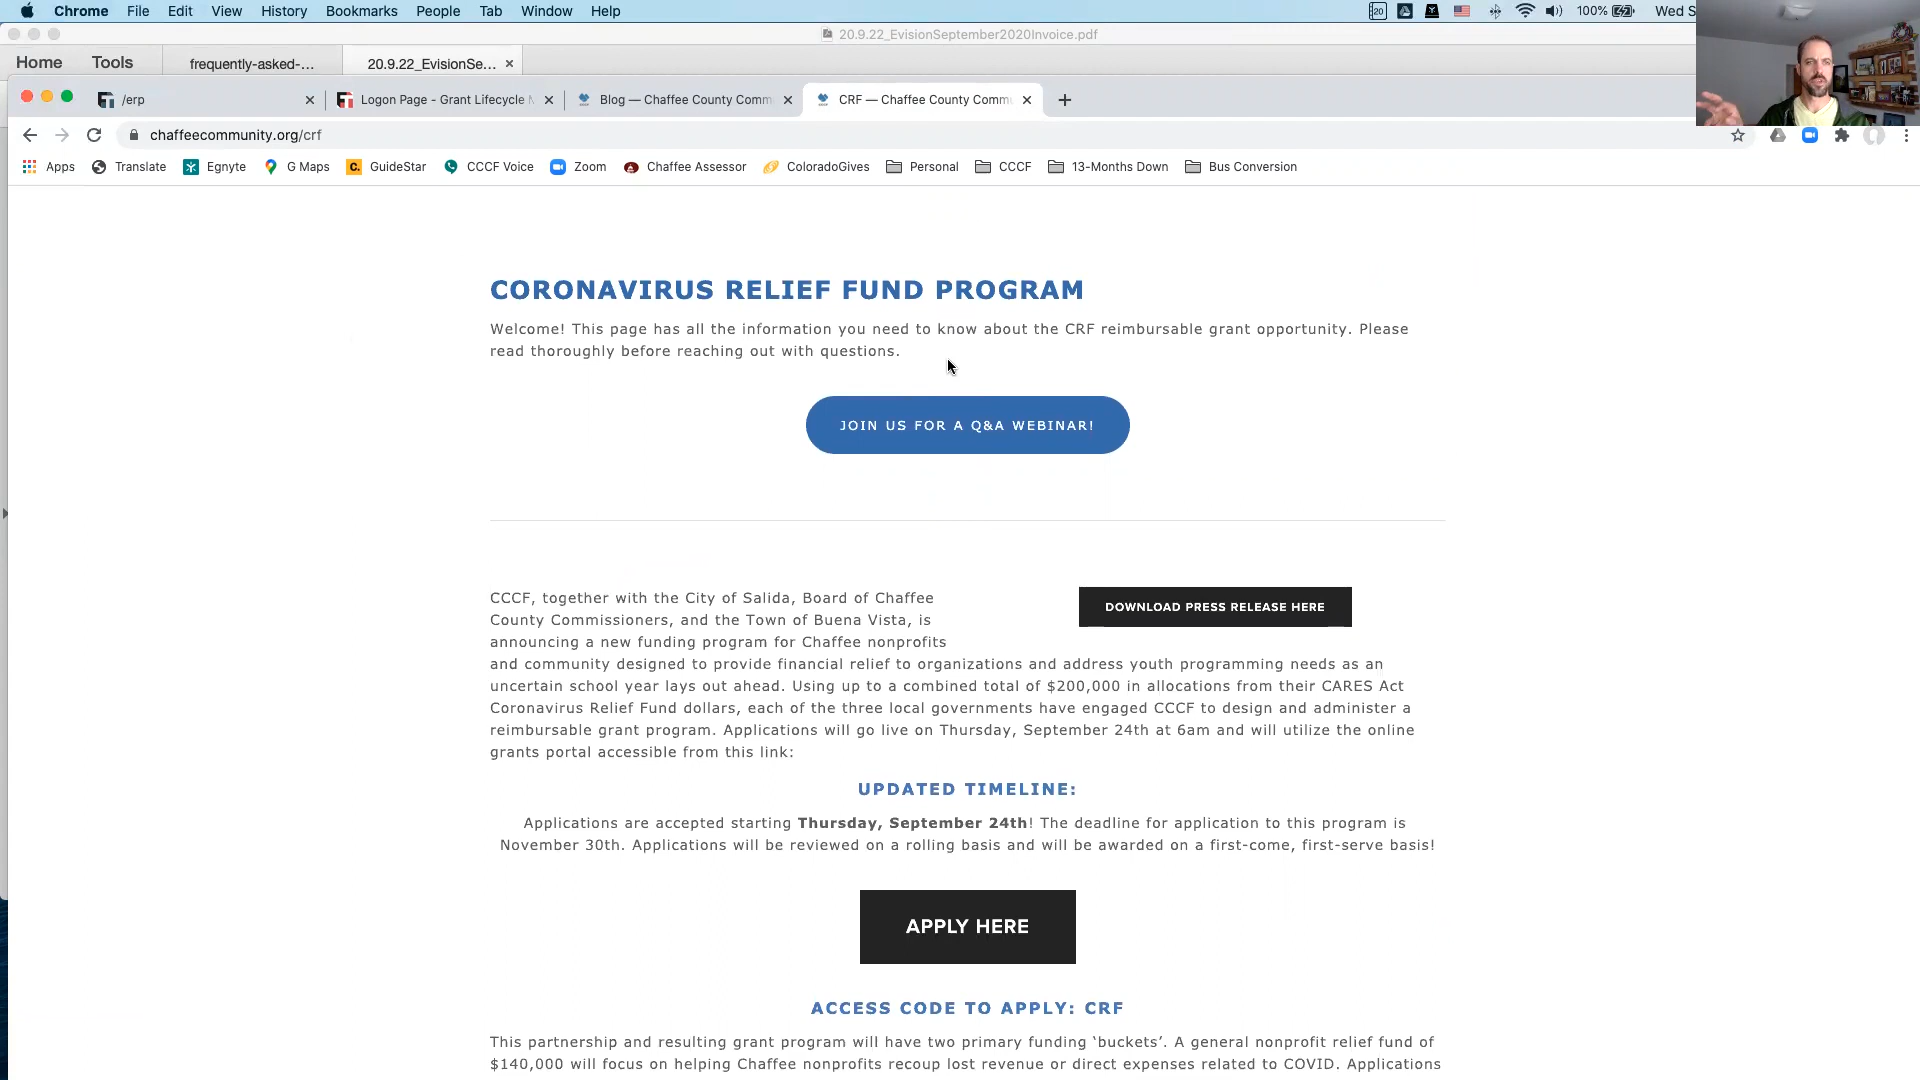 Chrome File Edit View History Bookmarks People Tab Window Help 20 100% Wed S
20.9.22_EvisionSeptember2020Invoice.pdf
Home Tools frequently-asked-... 20.9.22_EvisionSe...
/erp Logon Page - Grant Lifecycle Blog — Chaffee County Comm CRF — Chaffee County Commu
chaffeecommunity.org/crf
Apps Translate Egnyte G Maps GuideStar CCCF Voice Zoom Chaffee Assessor ColoradoGives Personal CCCF 13-Months Down Bus Conversion
CORONAVIRUS RELIEF FUND PROGRAM
Welcome! This page has all the information you need to know about the CRF reimbursable grant opportunity. Please
read thoroughly before reaching out with questions.
JOIN US FOR A Q&A WEBINAR!
CCCF, together with the City of Salida, Board of Chaffee
County Commissioners, and the Town of Buena Vista, is
announcing a new funding program for Chaffee nonprofits
DOWNLOAD PRESS RELEASE HERE
and community designed to provide financial relief to organizations and address youth programming needs as an
uncertain school year lays out ahead. Using up to a combined total of $200,000 in allocations from their CARES Act
Coronavirus Relief Fund dollars, each of the three local governments have engaged CCCF to design and administer a
reimbursable grant program. Applications will go live on Thursday, September 24th at 6am and will utilize the online
grants portal accessible from this link:
UPDATED TIMELINE:
Applications are accepted starting Thursday, September 24th! The deadline for application to this program is
November 30th. Applications will be reviewed on a rolling basis and will be awarded on a first-come, first-serve basis!
APPLY HERE
ACCESS CODE TO APPLY: CRF
This partnership and resulting grant program will have two primary funding ‘buckets’. A general nonprofit relief fund of
$140,000 will focus on helping Chaffee nonprofits recoup lost revenue or direct expenses related to COVID. Applications